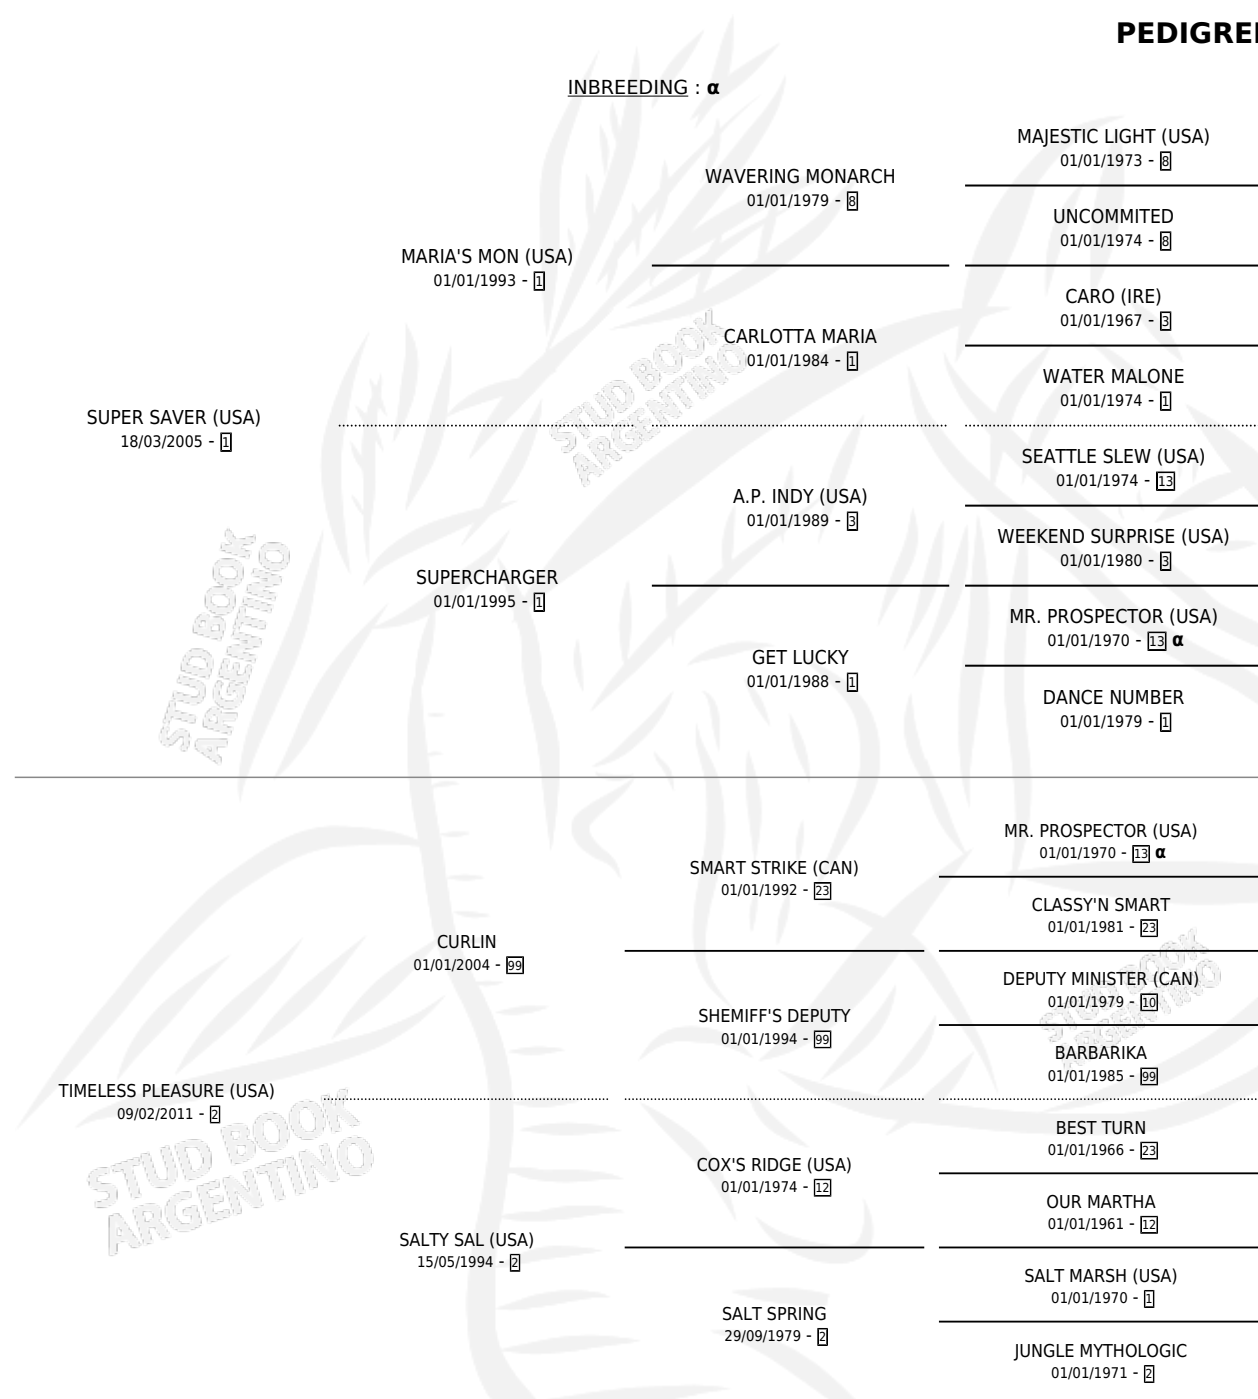 PEDIGREE
INBREEDING : α
MAJESTIC LIGHT (USA)
01/01/1973 - 8
WAVERING MONARCH
01/01/1979 - 8
UNCOMMITED
01/01/1974 - 8
MARIA'S MON (USA)
01/01/1993 - 1
CARO (IRE)
01/01/1967 - 3
CARLOTTA MARIA
01/01/1984 - 1
WATER MALONE
01/01/1974 - 1
SUPER SAVER (USA)
18/03/2005 - 1
SEATTLE SLEW (USA)
01/01/1974 - 13
A.P. INDY (USA)
01/01/1989 - 3
WEEKEND SURPRISE (USA)
01/01/1980 - 3
SUPERCHARGER
01/01/1995 - 1
MR. PROSPECTOR (USA)
01/01/1970 - 13 α
GET LUCKY
01/01/1988 - 1
DANCE NUMBER
01/01/1979 - 1
MR. PROSPECTOR (USA)
01/01/1970 - 13 α
SMART STRIKE (CAN)
01/01/1992 - 23
CLASSY'N SMART
01/01/1981 - 23
CURLIN
01/01/2004 - 99
DEPUTY MINISTER (CAN)
01/01/1979 - 10
SHEMIFF'S DEPUTY
01/01/1994 - 99
BARBARIKA
01/01/1985 - 99
TIMELESS PLEASURE (USA)
09/02/2011 - 2
BEST TURN
01/01/1966 - 23
COX'S RIDGE (USA)
01/01/1974 - 12
OUR MARTHA
01/01/1961 - 12
SALTY SAL (USA)
15/05/1994 - 2
SALT MARSH (USA)
01/01/1970 - 1
SALT SPRING
29/09/1979 - 2
JUNGLE MYTHOLOGIC
01/01/1971 - 2
STUD BOOK
ARGENTINO
STUD BOOK
ARGENTINO
STUD BOOK
ARGENTINO
STUD BOOK
ARGENTINO